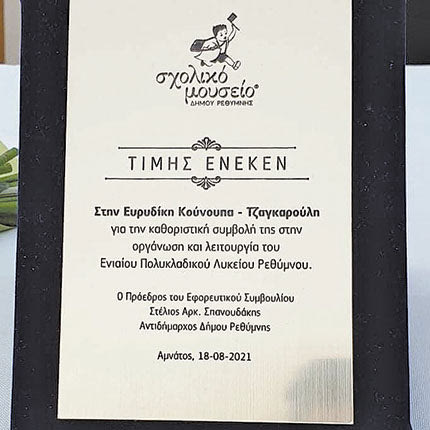 σχολικό
μουσείο®
ΔΗΜΟΥ ΡΕΘΥΜΝΗΣ
ΤΙΜΗΣ ΕΝΕΚΕΝ
Στην Ευρυδίκη Κούνουπα - Τζαγκαρούλη
για την καθοριστική συμβολή της στην
οργάνωση και λειτουργία του
Ενιαίου Πολυκλαδικού Λυκείου Ρεθύμνου.
Ο Πρόεδρος του Εφορευτικού Συμβουλίου
Στέλιος Αρκ. Σπανουδάκης
Αντιδήμαρχος Δήμου Ρεθύμνης
Αμνάτος, 18-08-2021